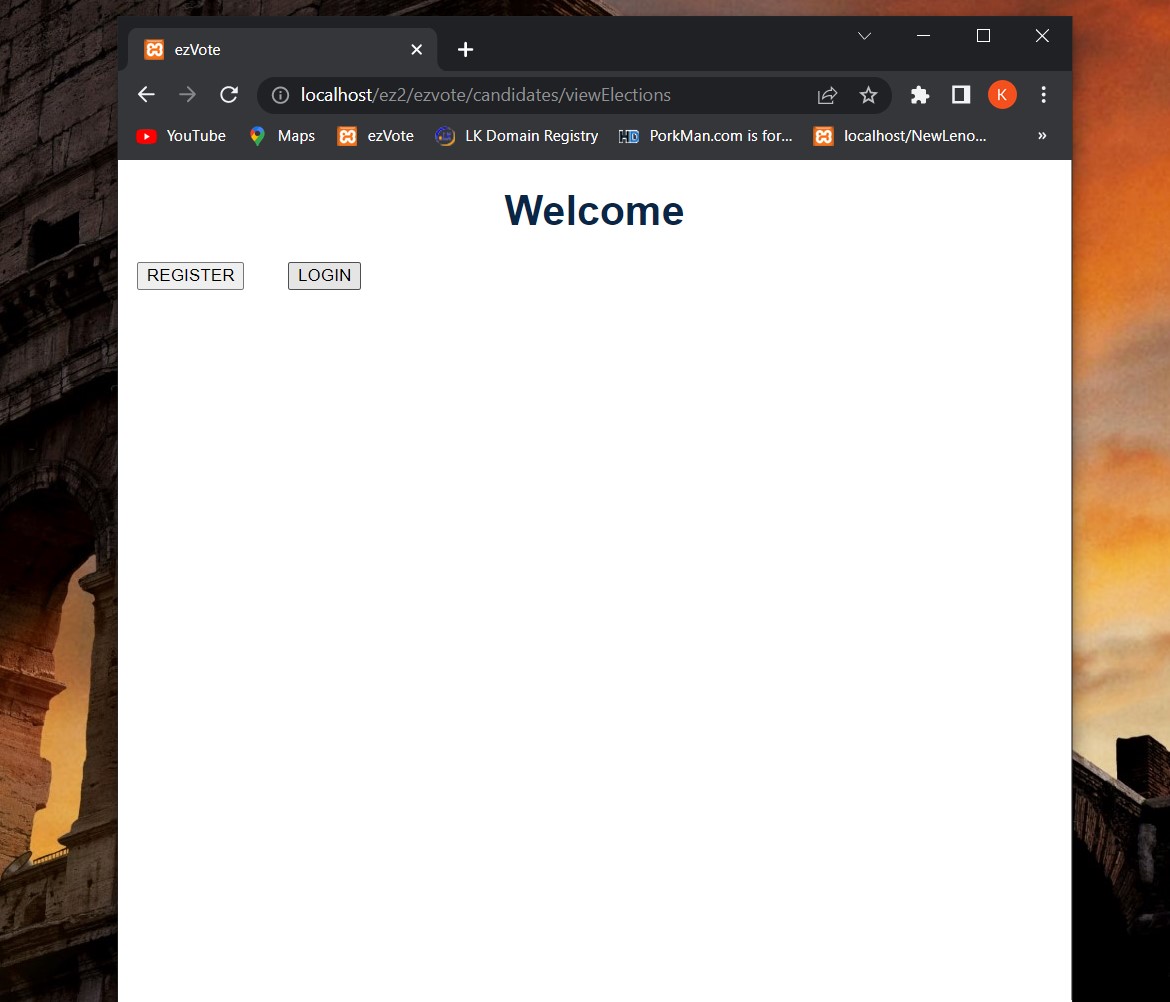 ezVote
localhost/ez2/ezvote/candidates/viewElections
K
YouTube Maps ezVote LK Domain Registry PorkMan.com is for... localhost/NewLeno... »
Welcome
REGISTER LOGIN